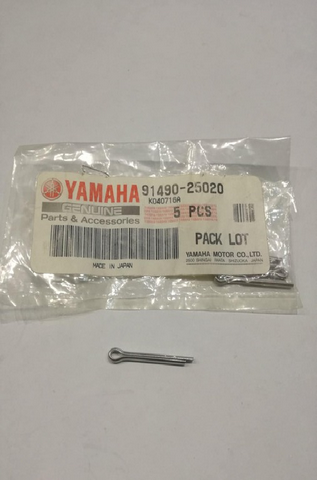 YAMAHA 91490-25020
K040716A
GENUINE 5 PCS
Parts & Accessories
PACK LOT
YAMAHA MOTOR CO., LTD.
MADE IN JAPAN